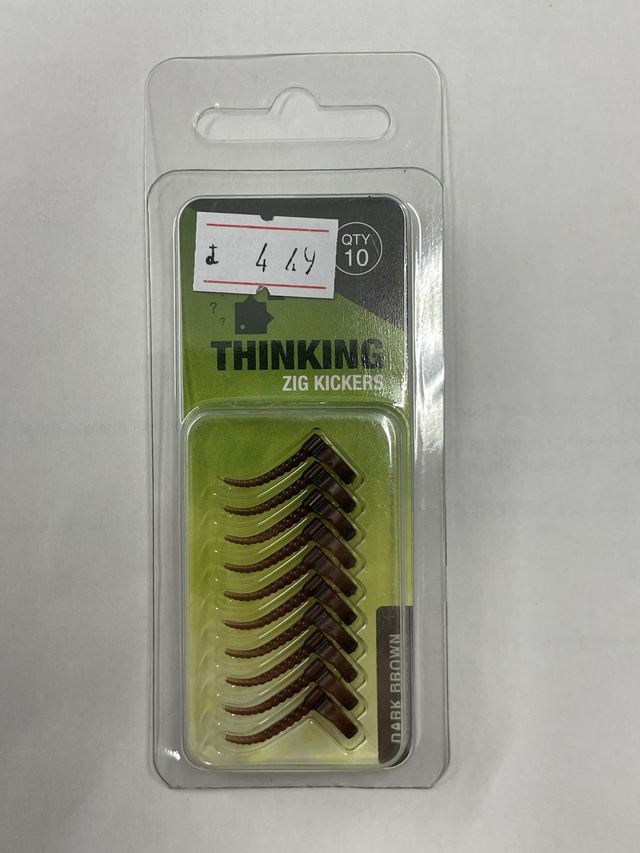 £ 4.49
QTY
10
? 
?
THINKING
ZIG KICKERS
DARK BROWN